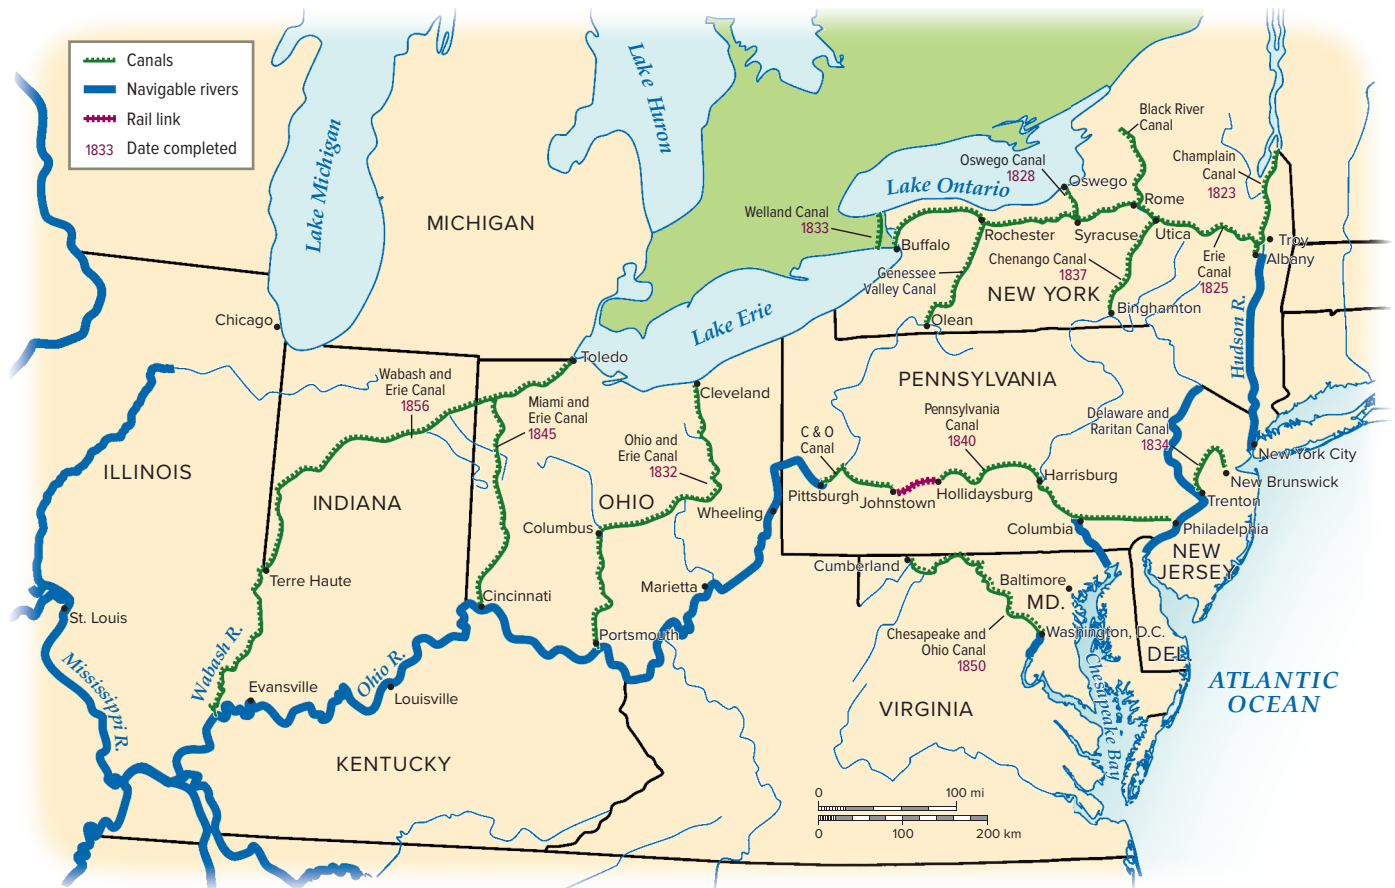 Canals
Navigable rivers
Rail link
1833 Date completed
Lake Michigan
Lake Huron
MICHIGAN
Lake Ontario
Lake Erie
Black River
Canal
Champlain
Canal
1823
Oswego Canal
1828
Oswego
Rome
Welland Canal
1833
Buffalo
Rochester
Syracuse
Utica
Troy
Albany
Erie
Canal
1825
Genessee
Valley Canal
Chenango Canal
1837
NEW YORK
Olean
Binghamton
Hudson R.
Chicago
Toledo
Wabash and
Erie Canal
1856
Miami and
Erie Canal
1845
Cleveland
Ohio and
Erie Canal
1832
PENNSYLVANIA
Pennsylvania
Canal
1840
C & O
Canal
Delaware and
Raritan Canal
1834
New York City
New Brunswick
Trenton
Philadelphia
Pittsburgh
Johnstown
Hollidaysburg
Harrisburg
Columbia
ILLINOIS
INDIANA
OHIO
Columbus
Wheeling
Marietta
NEW
JERSEY
Cumberland
Baltimore
MD.
Washington, D.C.
DEL.
Chesapeake and
Ohio Canal
1850
Terre Haute
Cincinnati
Portsmouth
St. Louis
Wabash R.
Mississippi R.
Ohio R.
Evansville
Louisville
KENTUCKY
VIRGINIA
Chesapeake Bay
ATLANTIC
OCEAN
0 100 mi
0 100 200 km